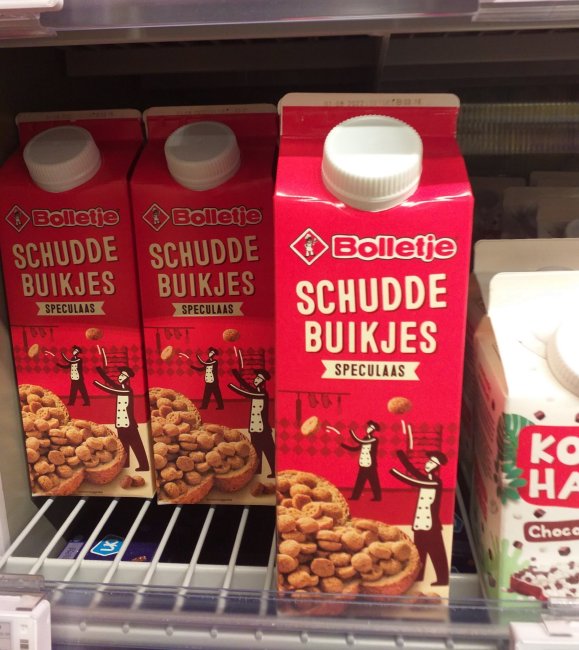 Bolletje
SCHUDDE
BUIKJES
SPECULAAS
Bolletje
SCHUDDE
BUIKJES
SPECULAAS
Bolletje
SCHUDDE
BUIKJES
SPECULAAS
KO
HA
Choco